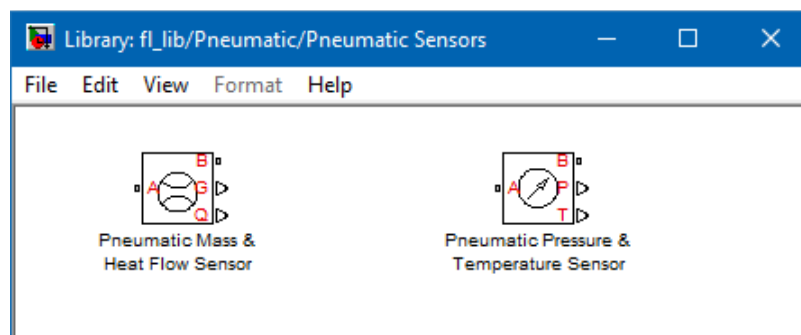 Library: fl_lib/Pneumatic/Pneumatic Sensors
File Edit View Format Help
B
A G
Q
Pneumatic Mass &
Heat Flow Sensor
B
A P
T
Pneumatic Pressure &
Temperature Sensor